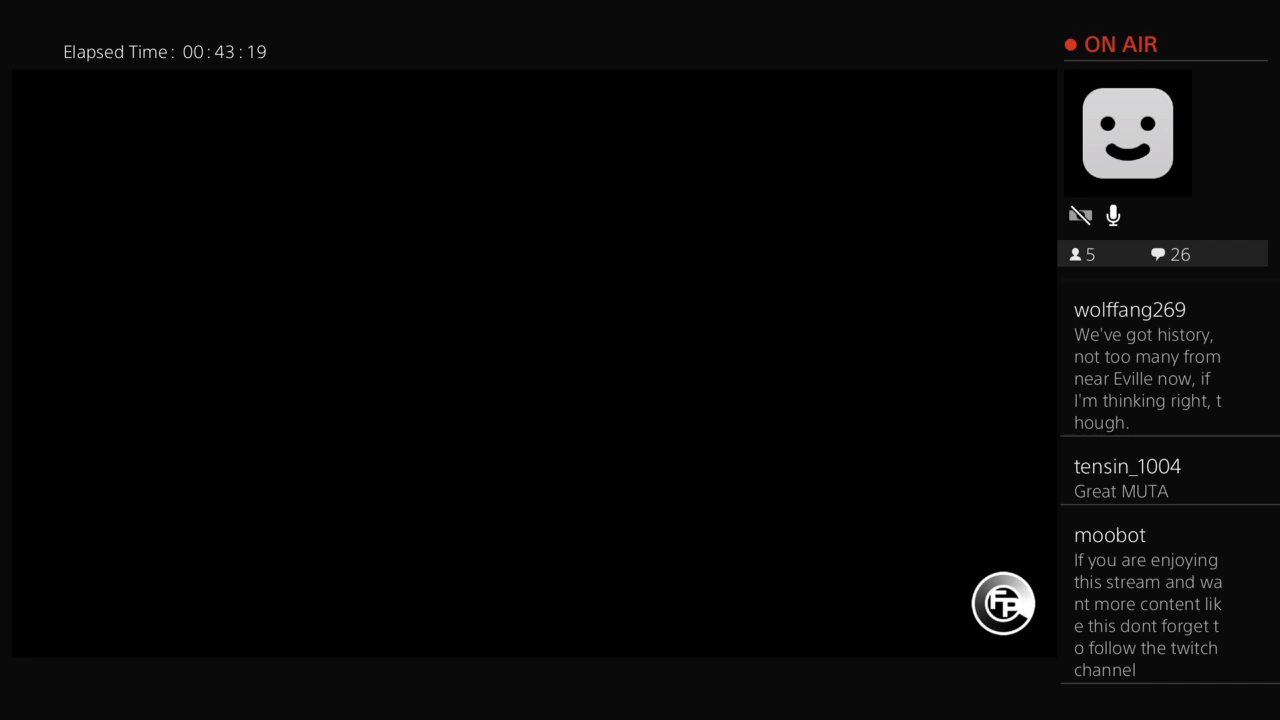 Elapsed Time: 00:43:19
ON AIR
5
26
wolffang269
We've got history,
not too many from
near Eville now, if
I'm thinking right, t
hough.
tensin_1004
Great MUTA
moobot
If you are enjoying
this stream and wa
nt more content lik
e this dont forget t
o follow the twitch
channel
FP